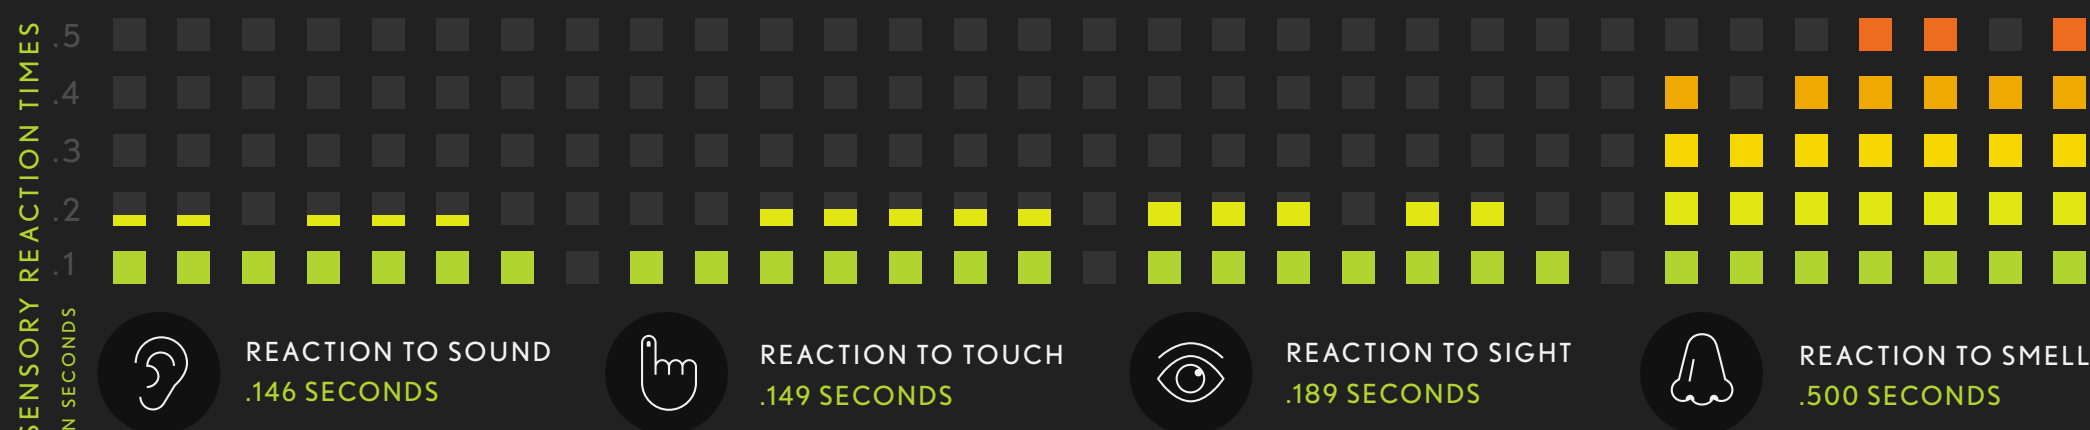 SENSORY REACTION TIMES
N SECONDS
.5
.4
.3
.2
.1
REACTION TO SOUND
.146 SECONDS
REACTION TO TOUCH
.149 SECONDS
REACTION TO SIGHT
.189 SECONDS
REACTION TO SMELL
.500 SECONDS